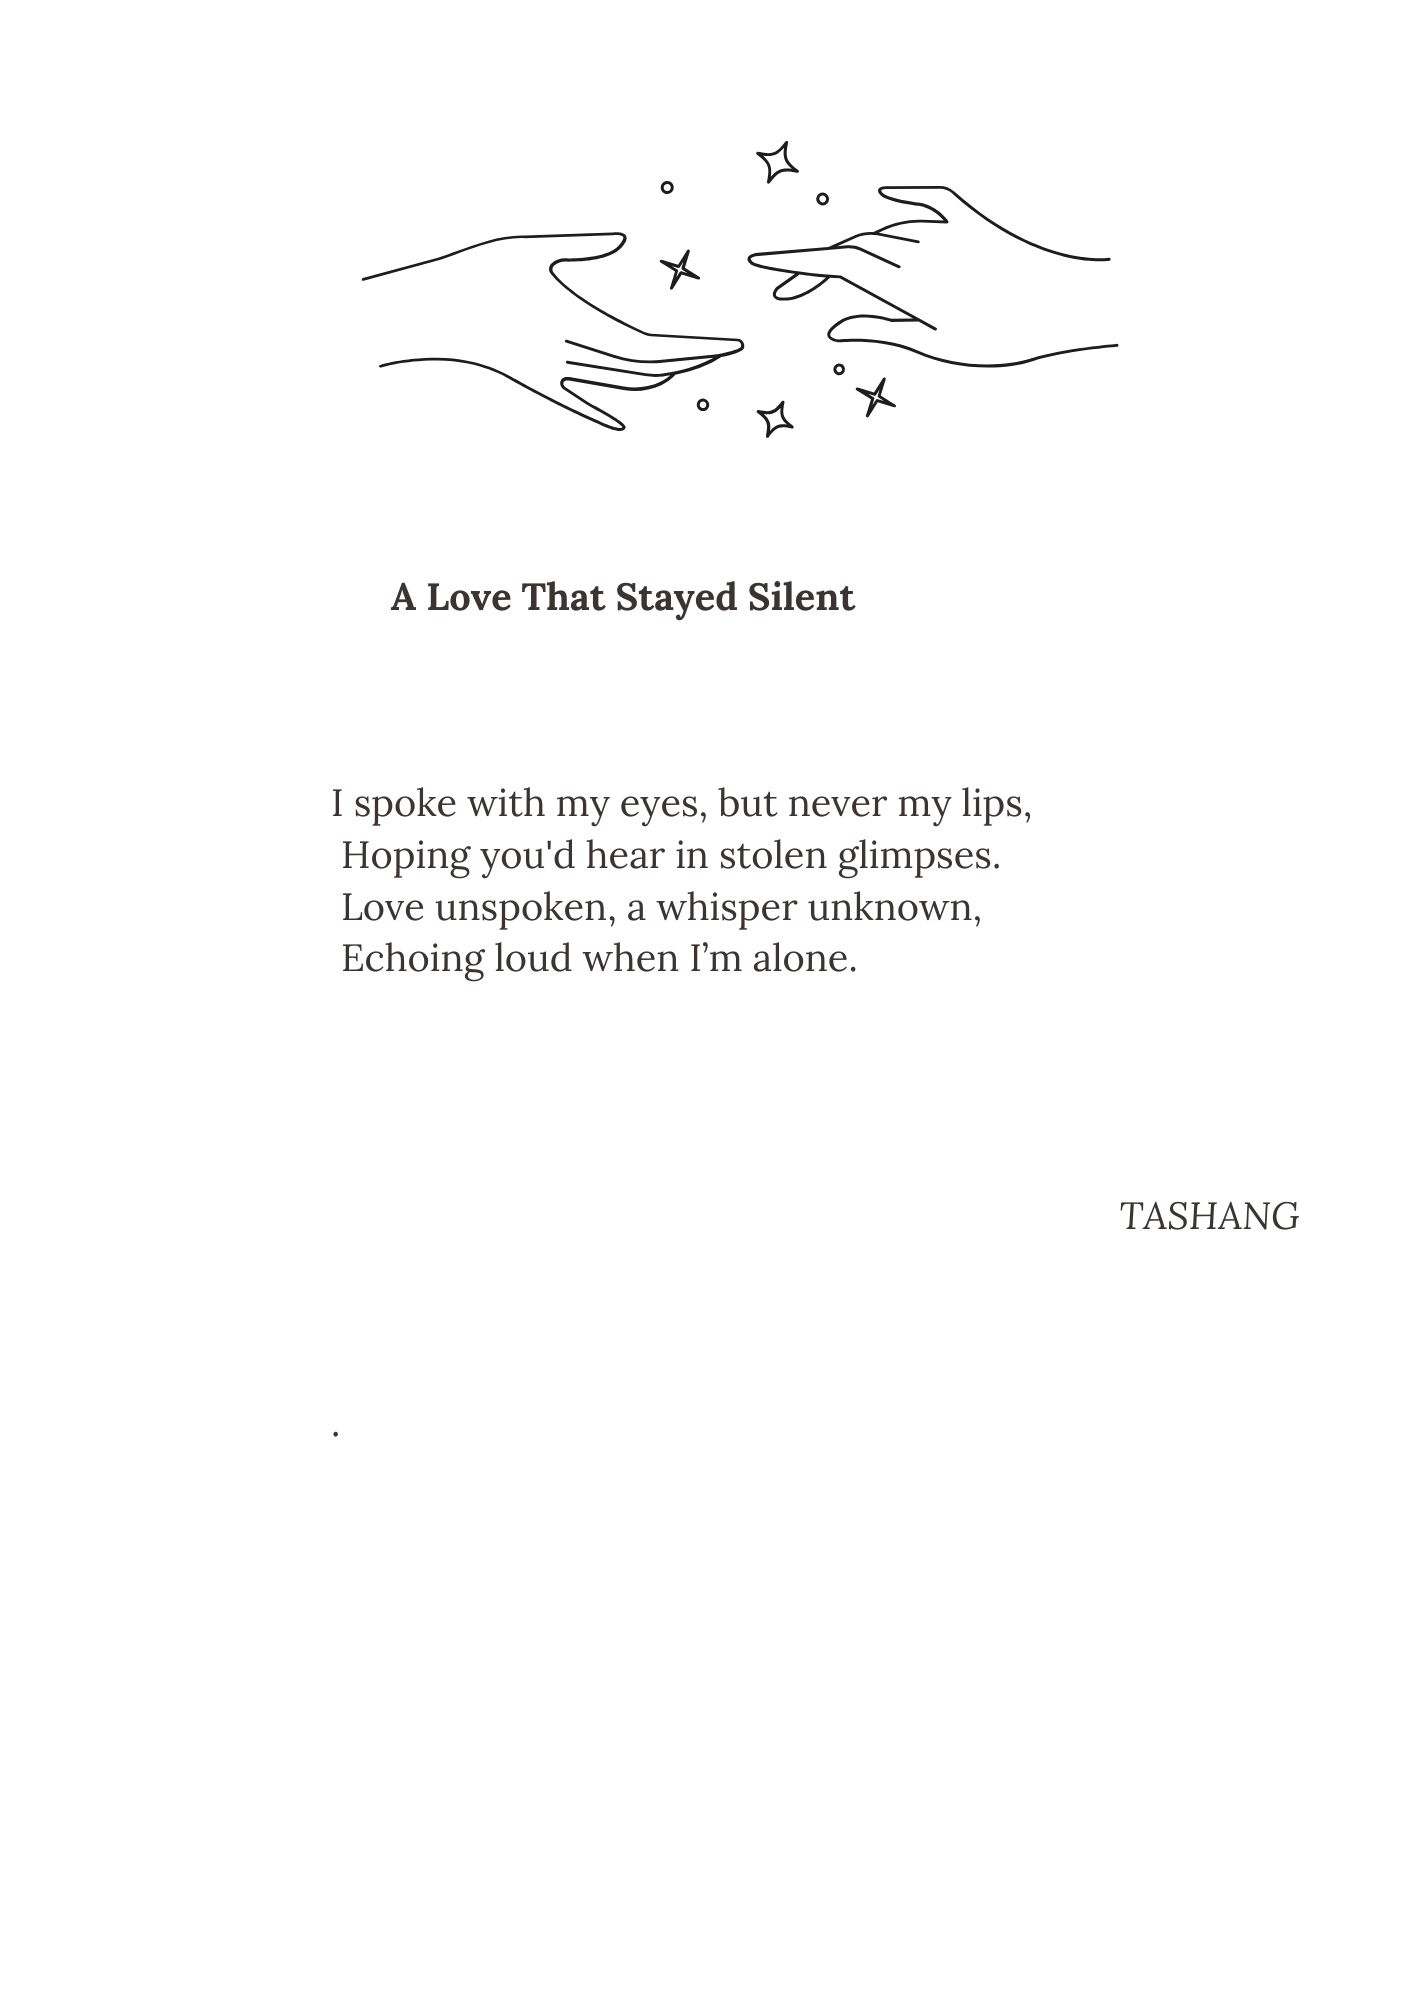 A Love That Stayed Silent
I spoke with my eyes, but never my lips,
Hoping you'd hear in stolen glimpses.
Love unspoken, a whisper unknown,
Echoing loud when I’m alone.
TASHANG
.